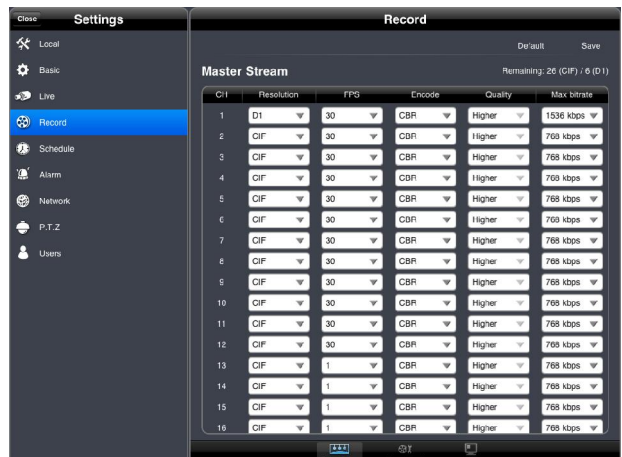 Close Settings
Local
Basic
Live
Record
Schedule
Alarm
Network
P.T.Z
Users
Record
Default Save
Master Stream Remaining: 26 (CIF) / 6 (D1)
CH Resolution FPS Encode Quality Max bitrate
1 D1 30 CBR Higher 1536 kbps
2 CIF 30 CBR Higher 768 kbps
3 CIF 30 CBR Higher 768 kbps
4 CIF 30 CBR Higher 768 kbps
5 CIF 30 CBR Higher 768 kbps
6 CIF 30 CBR Higher 768 kbps
7 CIF 30 CBR Higher 768 kbps
8 CIF 30 CBR Higher 768 kbps
9 CIF 30 CBR Higher 768 kbps
10 CIF 30 CBR Higher 768 kbps
11 CIF 30 CBR Higher 768 kbps
12 CIF 30 CBR Higher 768 kbps
13 CIF 1 CBR Higher 768 kbps
14 CIF 1 CBR Higher 768 kbps
15 CIF 1 CBR Higher 768 kbps
16 CIF 1 CBR Higher 768 kbps